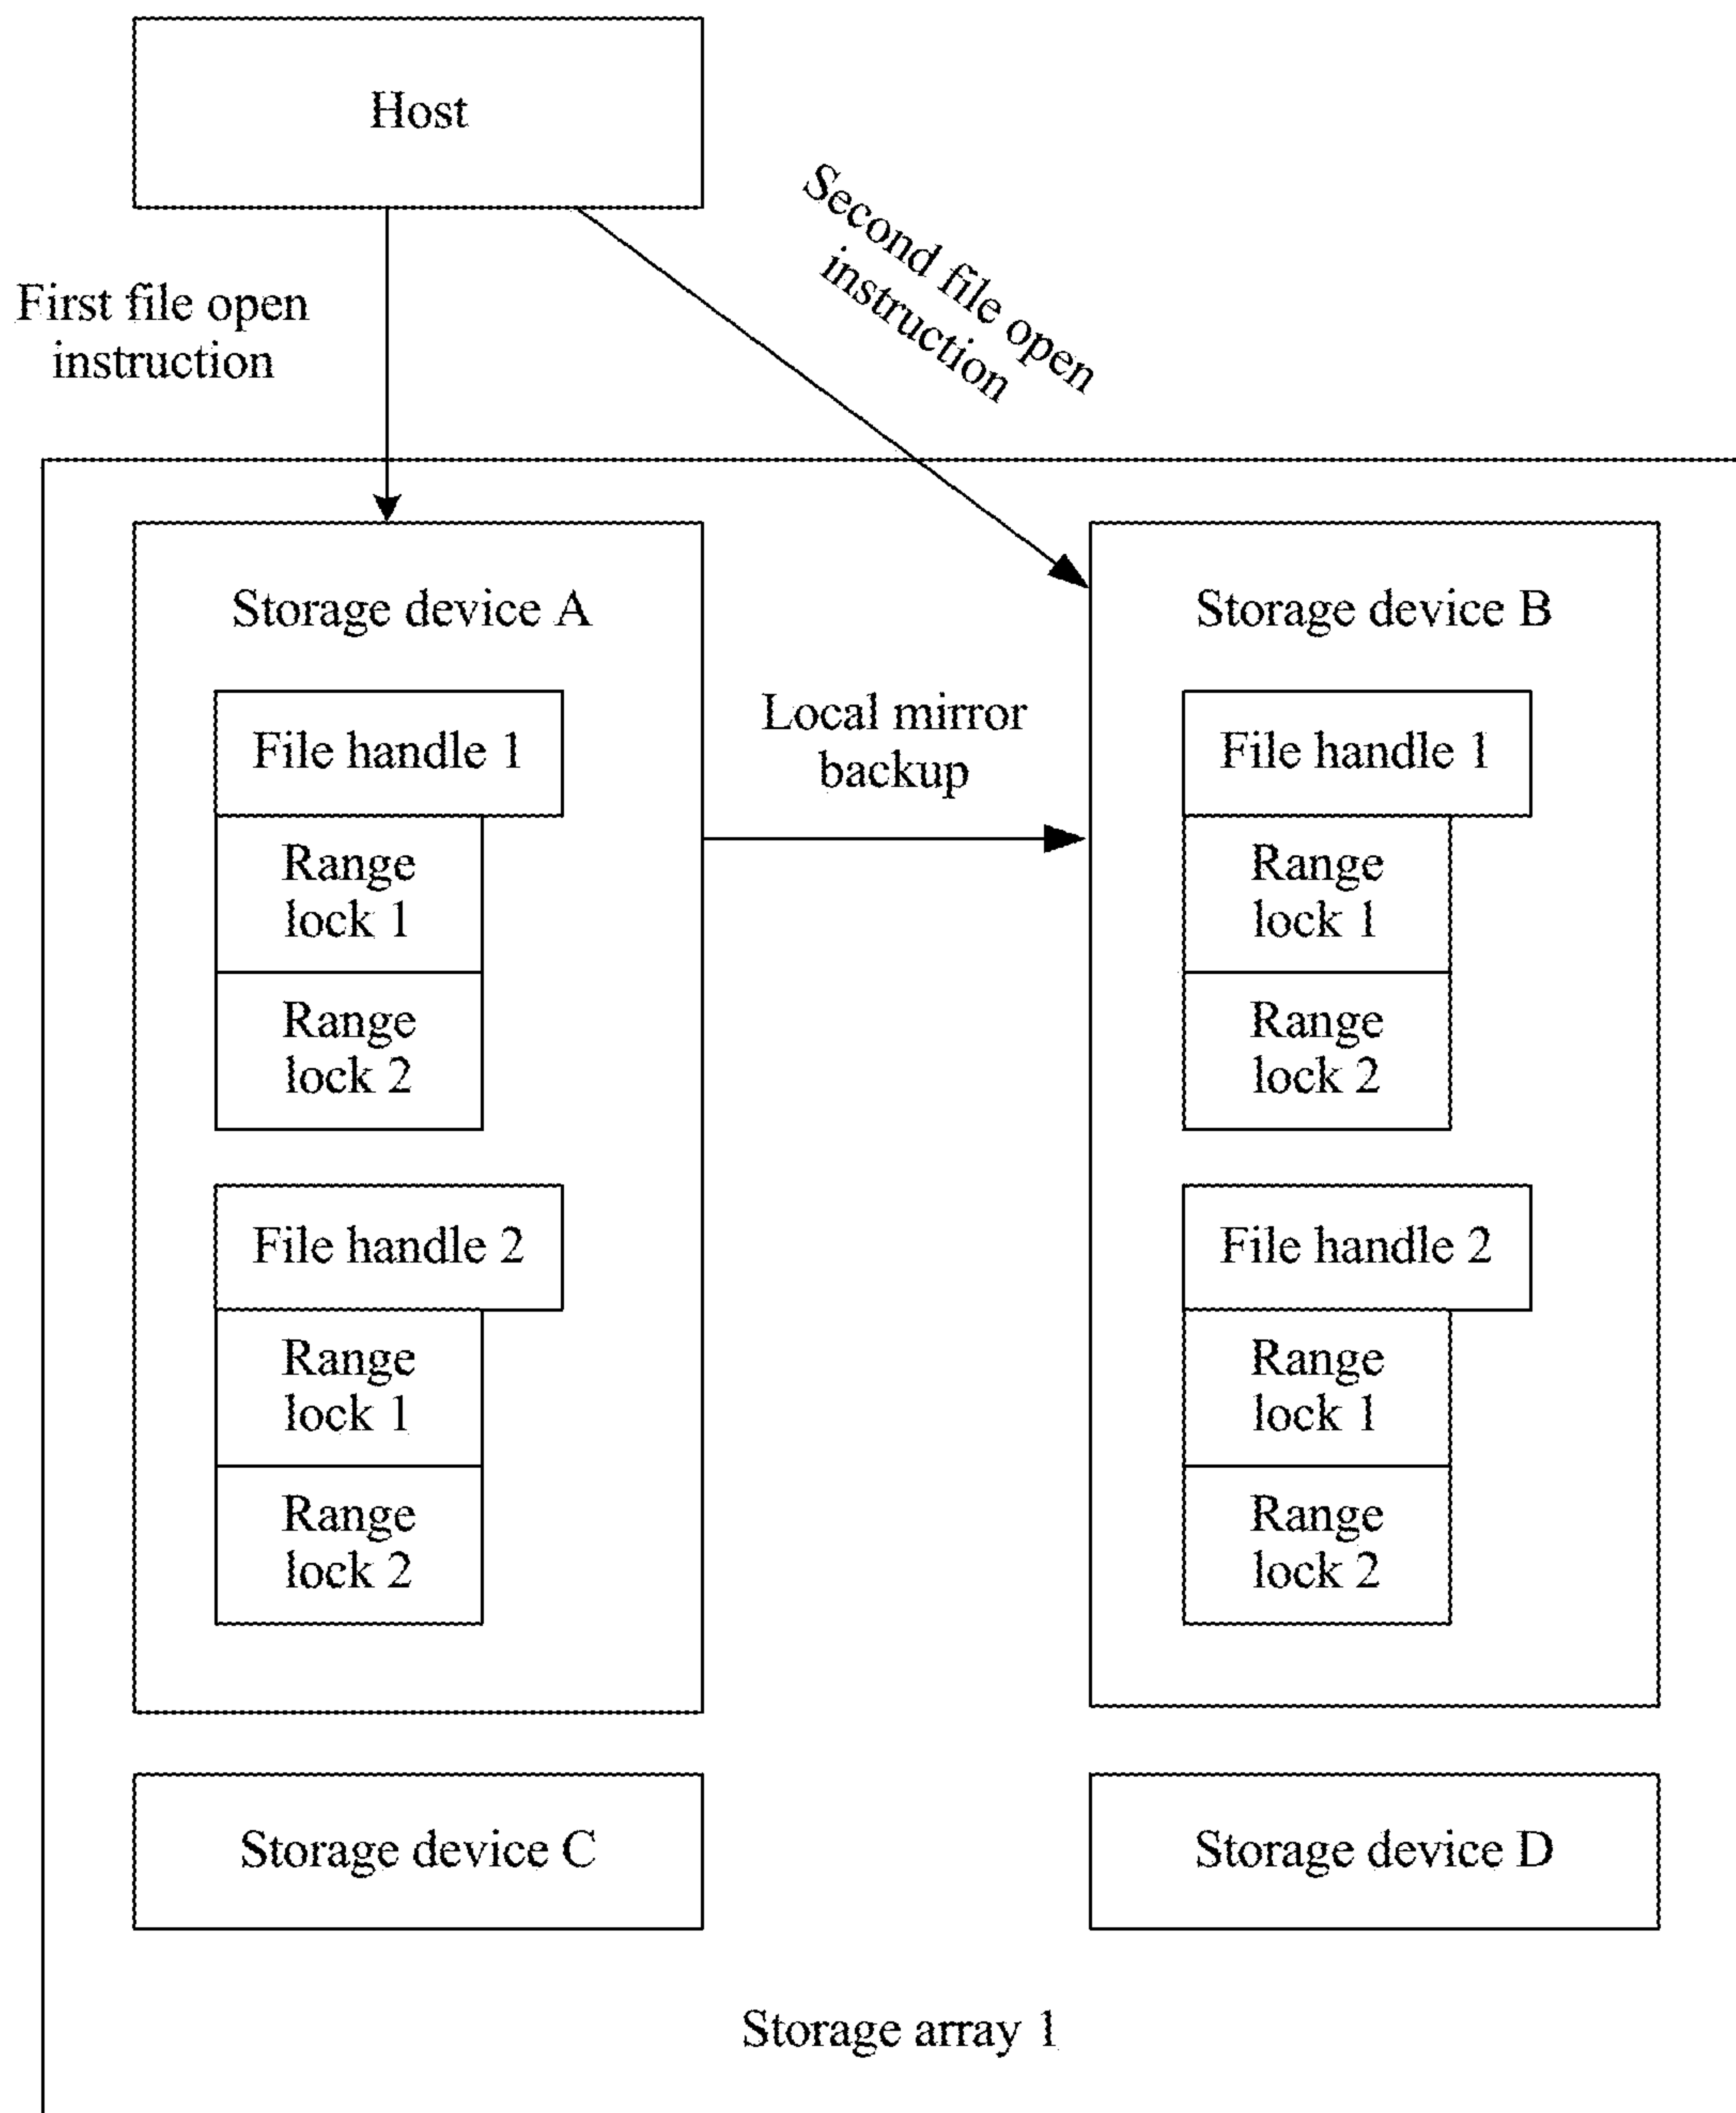 Host
First file open
instruction
Second file open
instruction
Storage device A
File handle 1
Range
lock 1
Range
lock 2
File handle 2
Range
lock 1
Range
lock 2
Local mirror
backup
Storage device B
File handle 1
Range
lock 1
Range
lock 2
File handle 2
Range
lock 1
Range
lock 2
Storage device C
Storage device D
Storage array 1